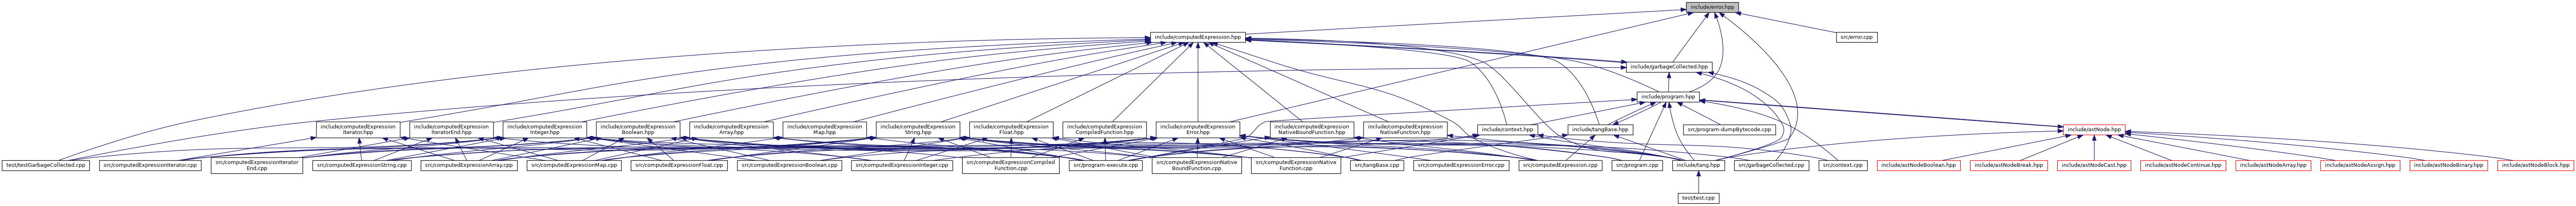 include/error.hpp
include/computedExpression.hpp
src/error.cpp
include/garbageCollected.hpp
include/program.hpp
include/computedExpression
Iterator.hpp
include/computedExpression
IteratorEnd.hpp
include/computedExpression
Integer.hpp
include/computedExpression
Boolean.hpp
include/computedExpression
Array.hpp
include/computedExpression
Map.hpp
include/computedExpression
String.hpp
include/computedExpression
Float.hpp
include/computedExpression
CompiledFunction.hpp
include/computedExpression
Error.hpp
include/computedExpression
NativeBoundFunction.hpp
include/computedExpression
NativeFunction.hpp
include/context.hpp
include/tangBase.hpp
src/program-dumpBytecode.cpp
include/astNode.hpp
test/testGarbageCollected.cpp
src/computedExpressionIterator.cpp
src/computedExpressionIterator
End.cpp
src/computedExpressionString.cpp
src/computedExpressionArray.cpp
src/computedExpressionMap.cpp
src/computedExpressionFloat.cpp
src/computedExpressionBoolean.cpp
src/computedExpressionInteger.cpp
src/computedExpressionCompiled
Function.cpp
src/program-execute.cpp
src/computedExpressionNative
BoundFunction.cpp
src/computedExpressionNative
Function.cpp
src/tangBase.cpp
src/computedExpressionError.cpp
src/computedExpression.cpp
src/program.cpp
include/tang.hpp
src/garbageCollected.cpp
src/context.cpp
include/astNodeBoolean.hpp
include/astNodeBreak.hpp
include/astNodeCast.hpp
include/astNodeContinue.hpp
include/astNodeArray.hpp
include/astNodeAssign.hpp
include/astNodeBinary.hpp
include/astNodeBlock.hpp
test/test.cpp